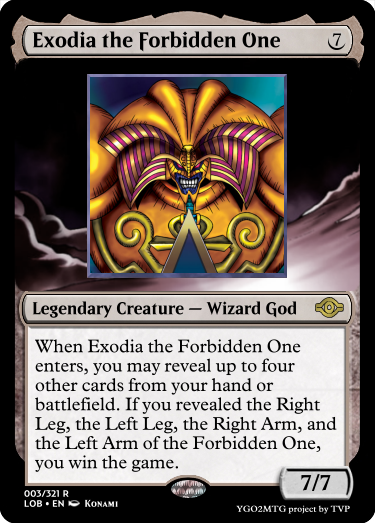 Exodia the Forbidden One 7
Legendary Creature — Wizard God
When Exodia the Forbidden One
enters, you may reveal up to four
other cards from your hand or
battlefield. If you revealed the Right
Leg, the Left Leg, the Right Arm, and
the Left Arm of the Forbidden One,
you win the game.
7/7
003/321 R
LOB • EN Konami
YGO2MTG project by TVP